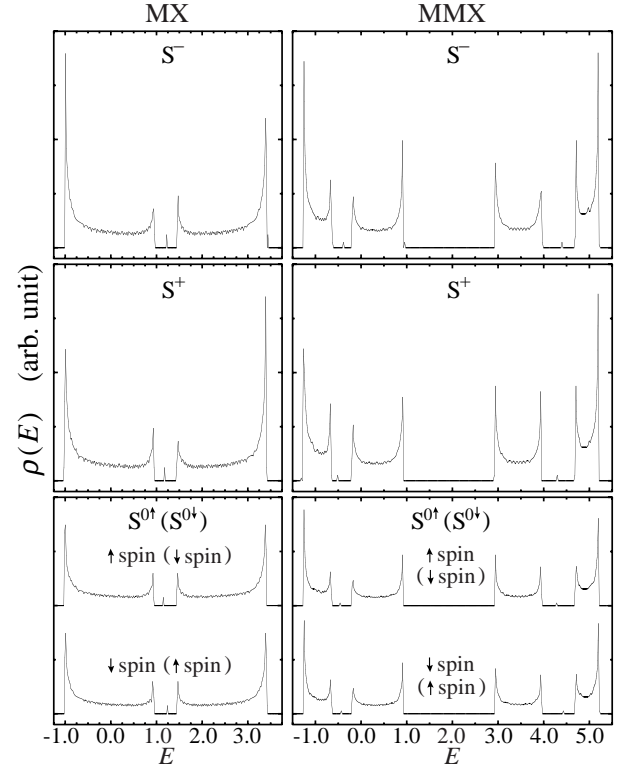 MX MMX
S⁻ S⁻
S⁺ S⁺
ρ(E) (arb. unit)
S⁰↑(S⁰↓) S⁰↑(S⁰↓)
↑ spin (↓ spin) ↑ spin
(↓ spin)
↓ spin (↑ spin) ↓ spin
(↑ spin)
-1.0 0.0 1.0 2.0 3.0 -1.0 0.0 1.0 2.0 3.0 4.0 5.0
E E